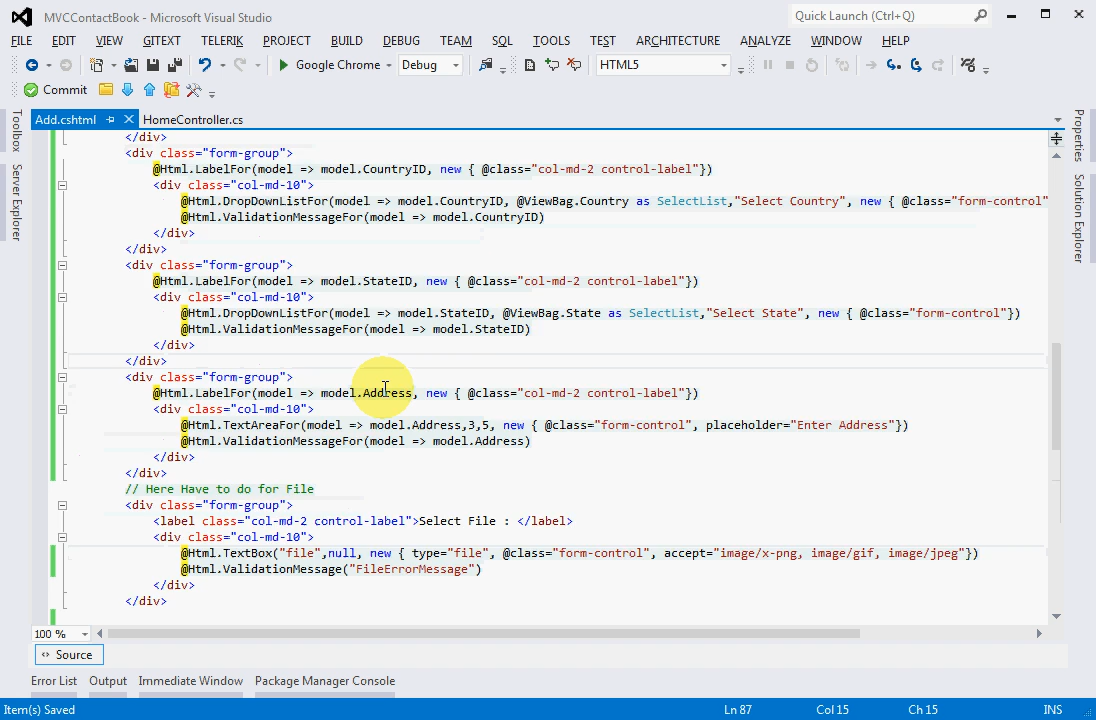 MVCContactBook - Microsoft Visual Studio
Quick Launch (Ctrl+Q)
FILE EDIT VIEW GITEXT TELERIK PROJECT BUILD DEBUG TEAM SQL TOOLS TEST ARCHITECTURE ANALYZE WINDOW HELP
Google Chrome Debug HTML5
Commit
Add.cshtml HomeController.cs
Toolbox
Server Explorer
Properties
Solution Explorer
</div>
<div class="form-group">
@Html.LabelFor(model => model.CountryID, new { @class="col-md-2 control-label"})
<div class="col-md-10">
@Html.DropDownListFor(model => model.CountryID, @ViewBag.Country as SelectList,"Select Country", new { @class="form-control"
@Html.ValidationMessageFor(model => model.CountryID)
</div>
</div>
<div class="form-group">
@Html.LabelFor(model => model.StateID, new { @class="col-md-2 control-label"})
<div class="col-md-10">
@Html.DropDownListFor(model => model.StateID, @ViewBag.State as SelectList,"Select State", new { @class="form-control"})
@Html.ValidationMessageFor(model => model.StateID)
</div>
</div>
<div class="form-group">
@Html.LabelFor(model => model.Address, new { @class="col-md-2 control-label"})
<div class="col-md-10">
@Html.TextAreaFor(model => model.Address,3,5, new { @class="form-control", placeholder="Enter Address"})
@Html.ValidationMessageFor(model => model.Address)
</div>
</div>
// Here Have to do for File
<div class="form-group">
<label class="col-md-2 control-label">Select File : </label>
<div class="col-md-10">
@Html.TextBox("file",null, new { type="file", @class="form-control", accept="image/x-png, image/gif, image/jpeg"})
@Html.ValidationMessage("FileErrorMessage")
</div>
</div>
100 %
Source
Error List Output Immediate Window Package Manager Console
Item(s) Saved Ln 87 Col 15 Ch 15 INS